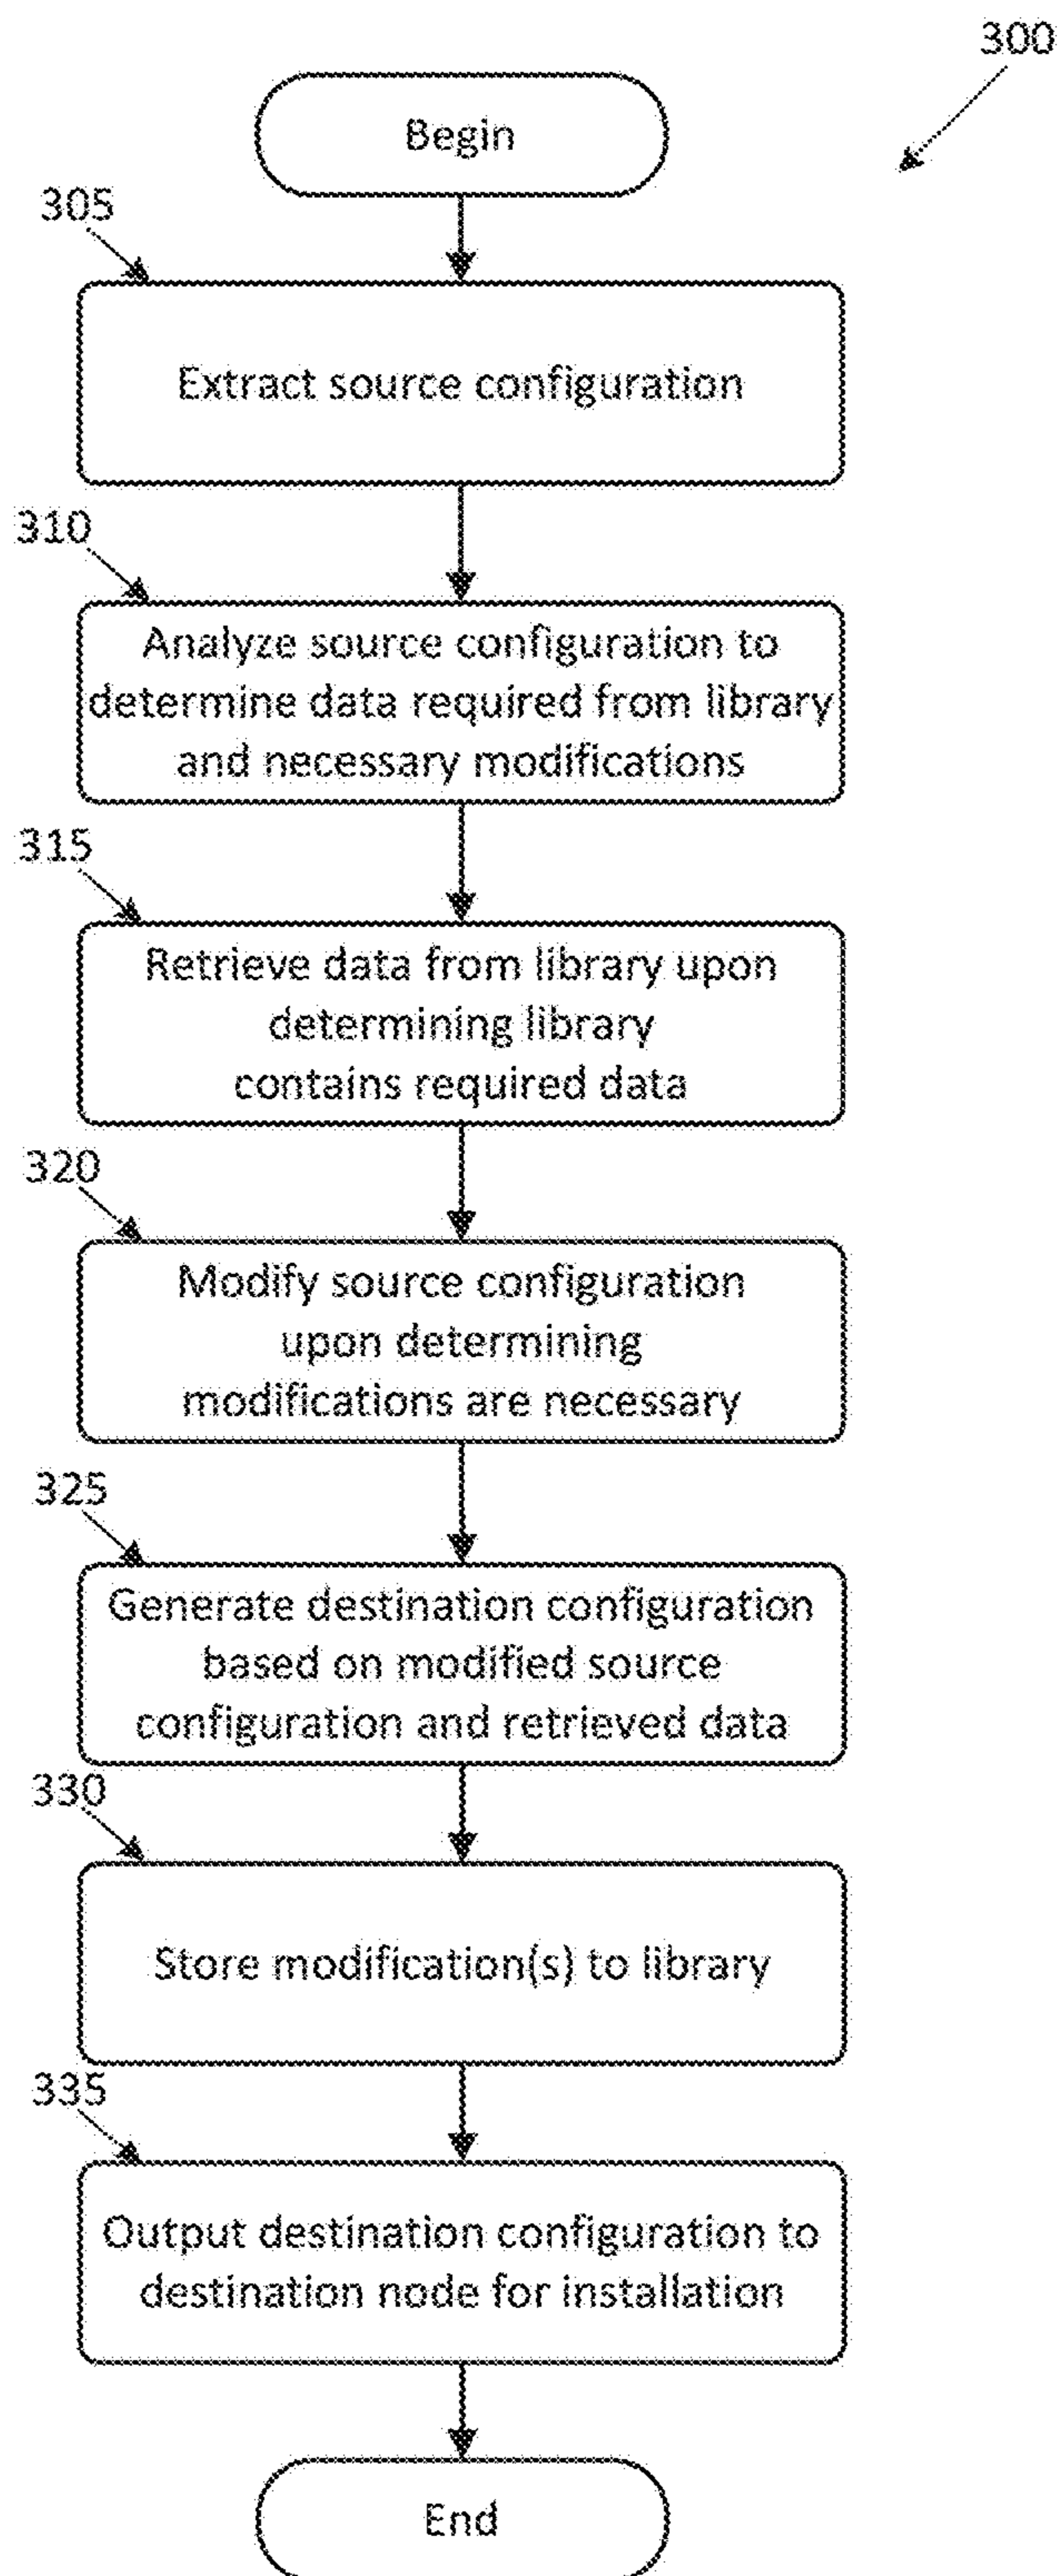 300
Begin
305
Extract source configuration
310
Analyze source configuration to
determine data required from library
and necessary modifications
315
Retrieve data from library upon
determining library
contains required data
320
Modify source configuration
upon determining
modifications are necessary
325
Generate destination configuration
based on modified source
configuration and retrieved data
330
Store modification(s) to library
335
Output destination configuration to
destination node for installation
End